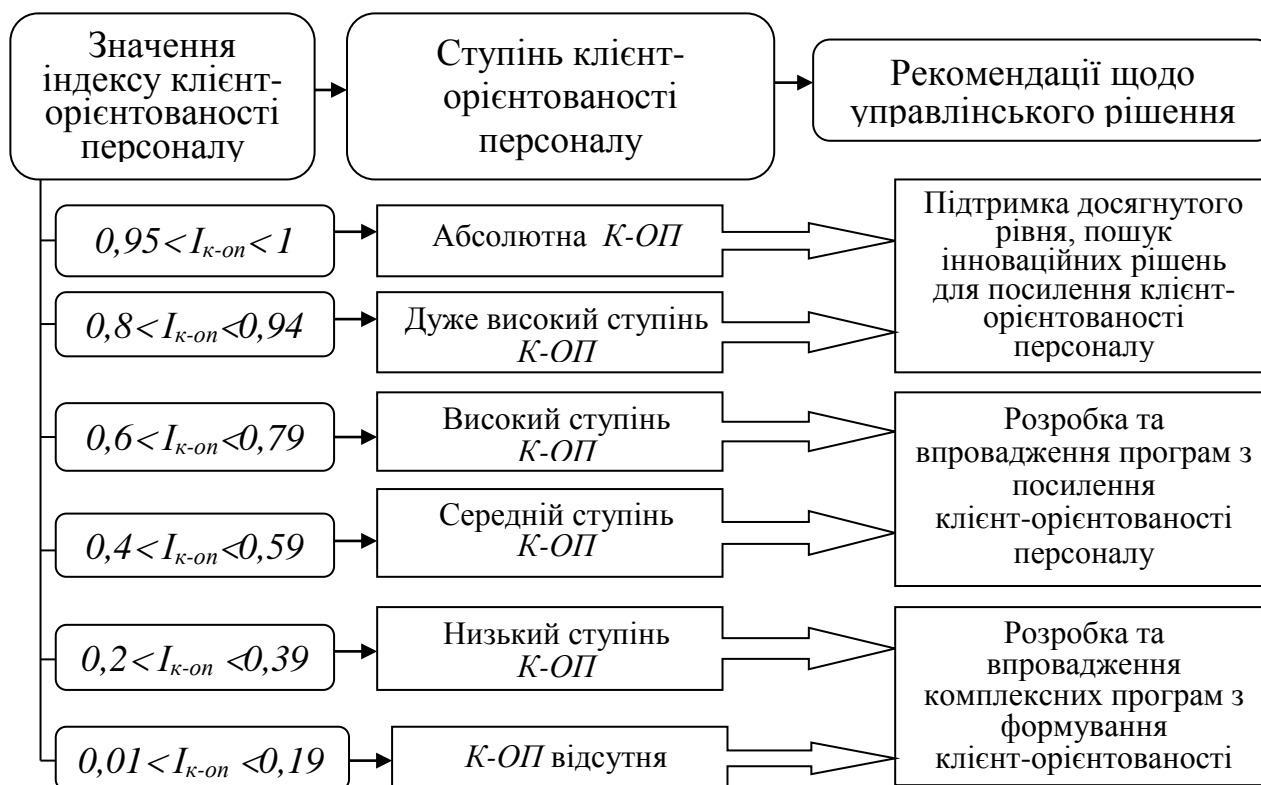 Значення
індексу клієнт-
орієнтованості
персоналу
Ступінь клієнт-
орієнтованості
персоналу
Рекомендації щодо
управлінського рішення
0,95< Iк-оп< 1
Абсолютна К-ОП
0,8< Iк-оп<0,94
Дуже високий ступінь
К-ОП
Підтримка досягнутого
рівня, пошук
інноваційних рішень
для посилення клієнт-
орієнтованості
персоналу
0,6< Iк-оп<0,79
Високий ступінь
К-ОП
0,4< Iк-оп<0,59
Середній ступінь
К-ОП
Розробка та
впровадження програм з
посилення
клієнт-орієнтованості
персоналу
0,2< Iк-оп <0,39
Низький ступінь
К-ОП
0,01< Iк-оп <0,19
К-ОП відсутня
Розробка та
впровадження
комплексних програм з
формування
клієнт-орієнтованості